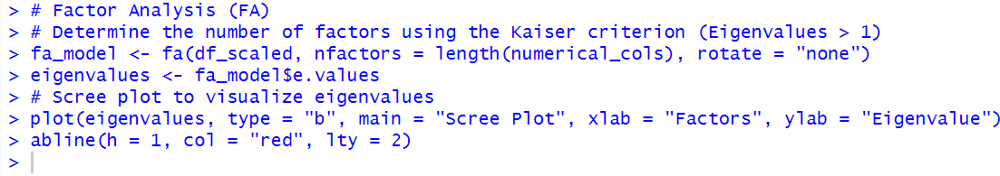 > # Factor Analysis (FA)
> # Determine the number of factors using the Kaiser criterion (Eigenvalues > 1)
> fa_model <- fa(df_scaled, nfactors = length(numerical_cols), rotate = "none")
> eigenvalues <- fa_model$e.values
> # Scree plot to visualize eigenvalues
> plot(eigenvalues, type = "b", main = "Scree Plot", xlab = "Factors", ylab = "Eigenvalue")
> abline(h = 1, col = "red", lty = 2)
>